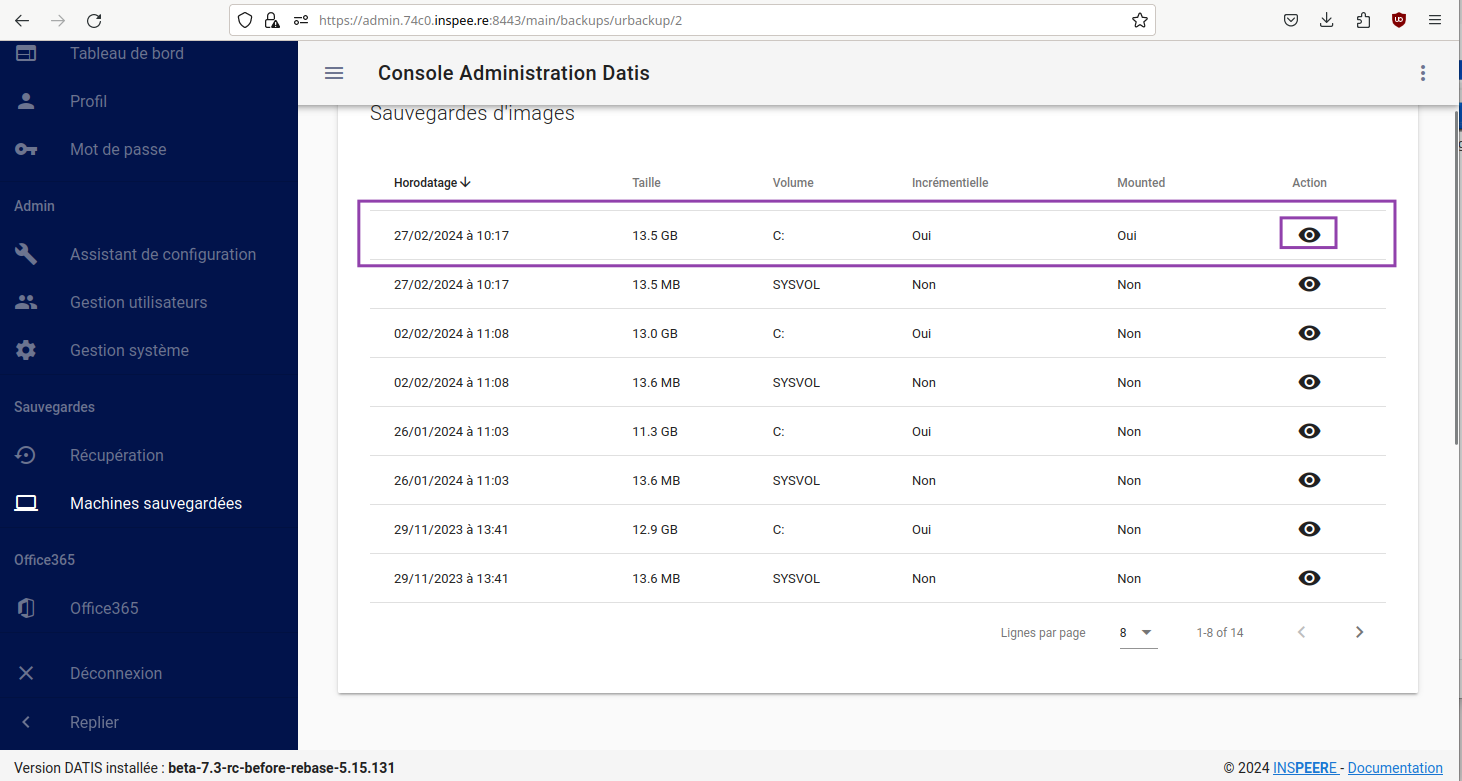 https://admin.74c0.inspee.re:8443/main/backups/urbackup/2
Tableau de bord
Profil
Mot de passe
Admin
Assistant de configuration
Gestion utilisateurs
Gestion système
Sauvegardes
Récupération
Machines sauvegardées
Office365
Office365
Déconnexion
Replier
Console Administration Datis
Sauvegardes d'images
Horodatage Taille Volume Incrémentielle Mounted Action
27/02/2024 à 10:17 13.5 GB C: Oui Oui
27/02/2024 à 10:17 13.5 MB SYSVOL Non Non
02/02/2024 à 11:08 13.0 GB C: Oui Non
02/02/2024 à 11:08 13.6 MB SYSVOL Non Non
26/01/2024 à 11:03 11.3 GB C: Oui Non
26/01/2024 à 11:03 13.6 MB SYSVOL Non Non
29/11/2023 à 13:41 12.9 GB C: Oui Non
29/11/2023 à 13:41 13.6 MB SYSVOL Non Non
Lignes par page 8 1-8 of 14
Version DATIS installée : beta-7.3-rc-before-rebase-5.15.131
© 2024 INSPEERE - Documentation